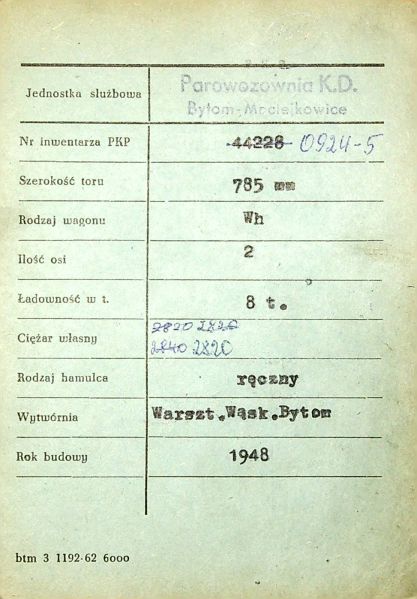 P.K.P.
Jednostka służbowa Parowozownia K.D.
Bytom-Maciejkowice
Nr inwentarza PKP 44228 0924-5
Szerokość toru 785 mm
Rodzaj wagonu Wh
Ilość osi 2
Ładowność w t. 8 t.
2820
Ciężar własny
2840 2820
Rodzaj hamulca ręczny
Wytwórnia Warszt.Wąsk.Bytom
Rok budowy 1948
btm 3 1192-62 6000